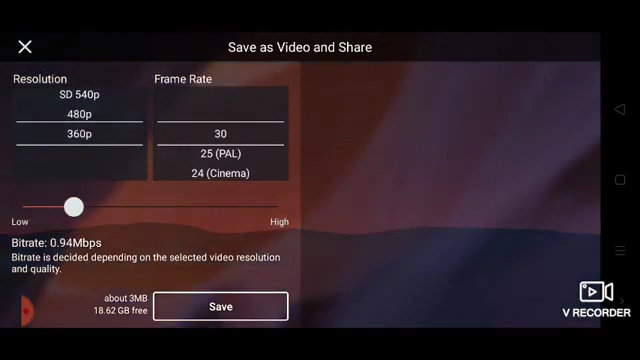 Save as Video and Share
Resolution
Frame Rate
SD 540p
480p
360p
30
25 (PAL)
24 (Cinema)
Low
High
Bitrate: 0.94Mbps
Bitrate is decided depending on the selected video resolution
and quality.
about 3MB
18.62 GB free
Save
V RECORDER